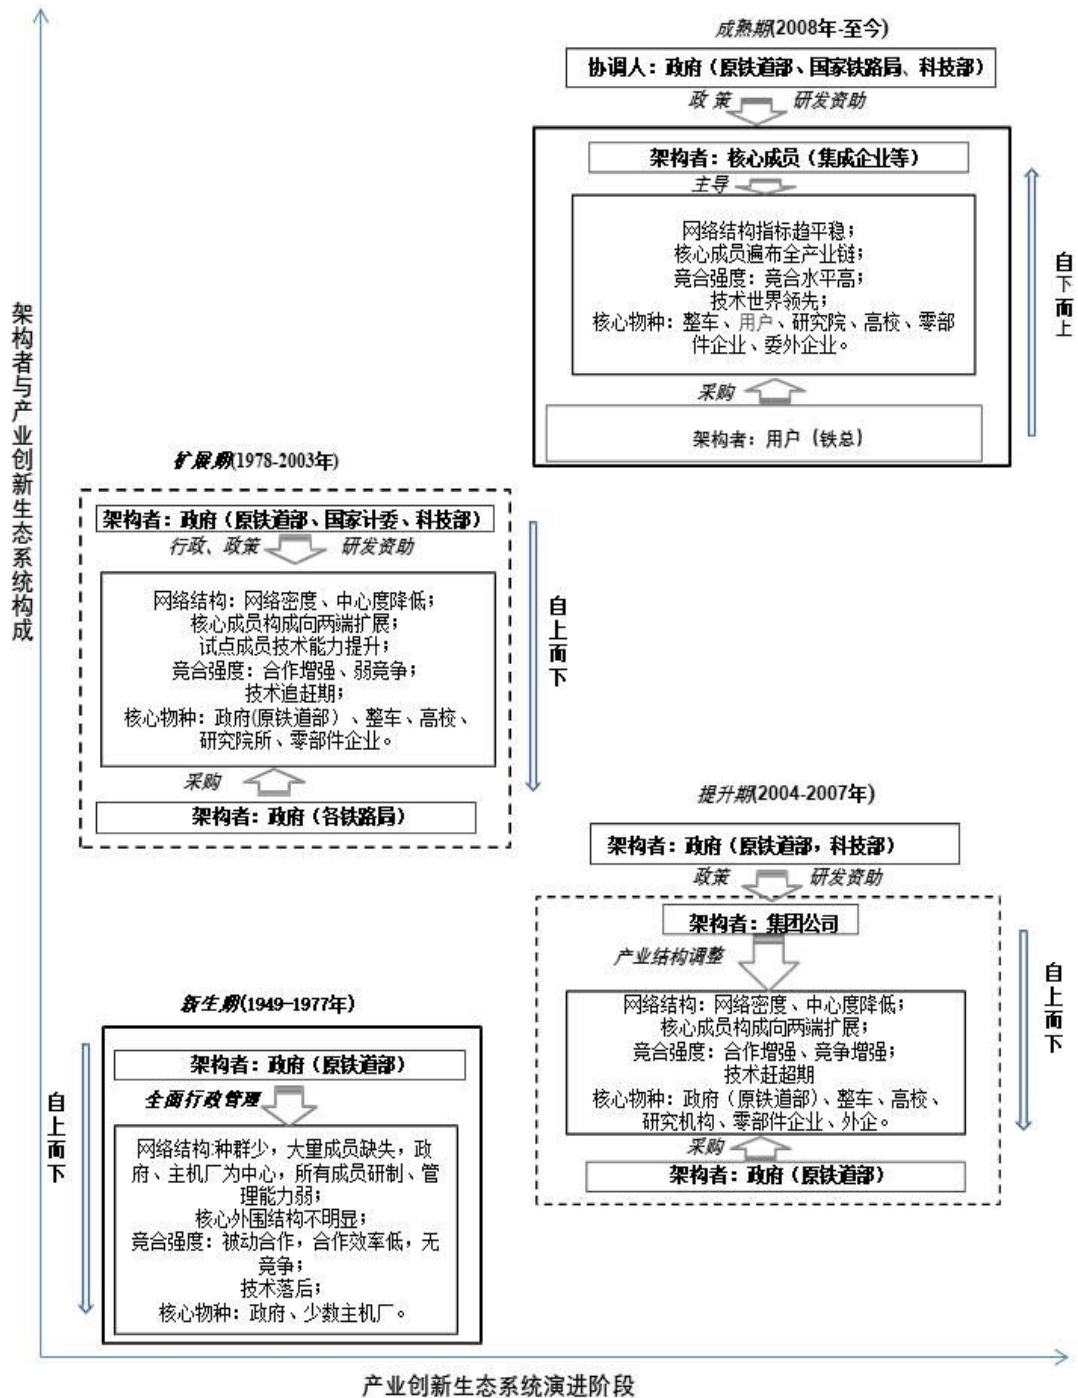 成熟期(2008年-至今)
协调人：政府（原铁道部、国家铁路局、科技部）
政 策 研发资助
架构者：核心成员（集成企业等）
主导
网络结构指标趋平稳；
核心成员遍布全产业链；
竞合强度：竞合水平高；
技术世界领先；
核心物种：整车、用户、研究院、高校、零部
件企业、委外企业。
采购
架构者：用户（铁总）
自下而上
架构者与产业创新生态系统构成
扩展期(1978-2003年)
架构者：政府（原铁道部、国家计委、科技部）
行政、政策 研发资助
网络结构：网络密度、中心度降低；
核心成员构成向两端扩展；
试点成员技术能力提升；
竞合强度：合作增强、弱竞争；
技术追赶期；
核心物种：政府(原铁道部）、整车、高校、
研究院所、零部件企业。
采购
架构者：政府（各铁路局）
自上而下
提升期(2004-2007年)
架构者：政府（原铁道部，科技部）
政策 研发资助
架构者：集团公司
产业结构调整
网络结构：网络密度、中心度降低；
核心成员构成向两端扩展；
竞合强度：合作增强、竞争增强；
技术赶超期
核心物种：政府（原铁道部）、整车、高校、
研究机构、零部件企业、外企。
采购
架构者：政府（原铁道部）
自上而下
新生期(1949-1977年)
架构者：政府（原铁道部）
全面行政管理
网络结构:种群少，大量成员缺失，政
府、主机厂为中心，所有成员研制、管
理能力弱；
核心外围结构不明显；
竞合强度：被动合作，合作效率低，无
竞争；
技术落后；
核心物种：政府、少数主机厂。
自上而下
产业创新生态系统演进阶段